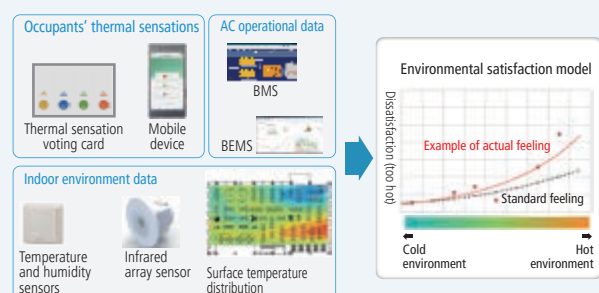 Occupants' thermal sensations
Thermal sensation
voting card
Mobile
device
AC operational data
BMS
BEMS
Indoor environment data
Temperature
and humidity
sensors
Infrared
array sensor
Surface temperature
distribution
Environmental satisfaction model
Dissatisfaction (too hot)
Example of actual feeling
Standard feeling
Cold
environment
Hot
environment